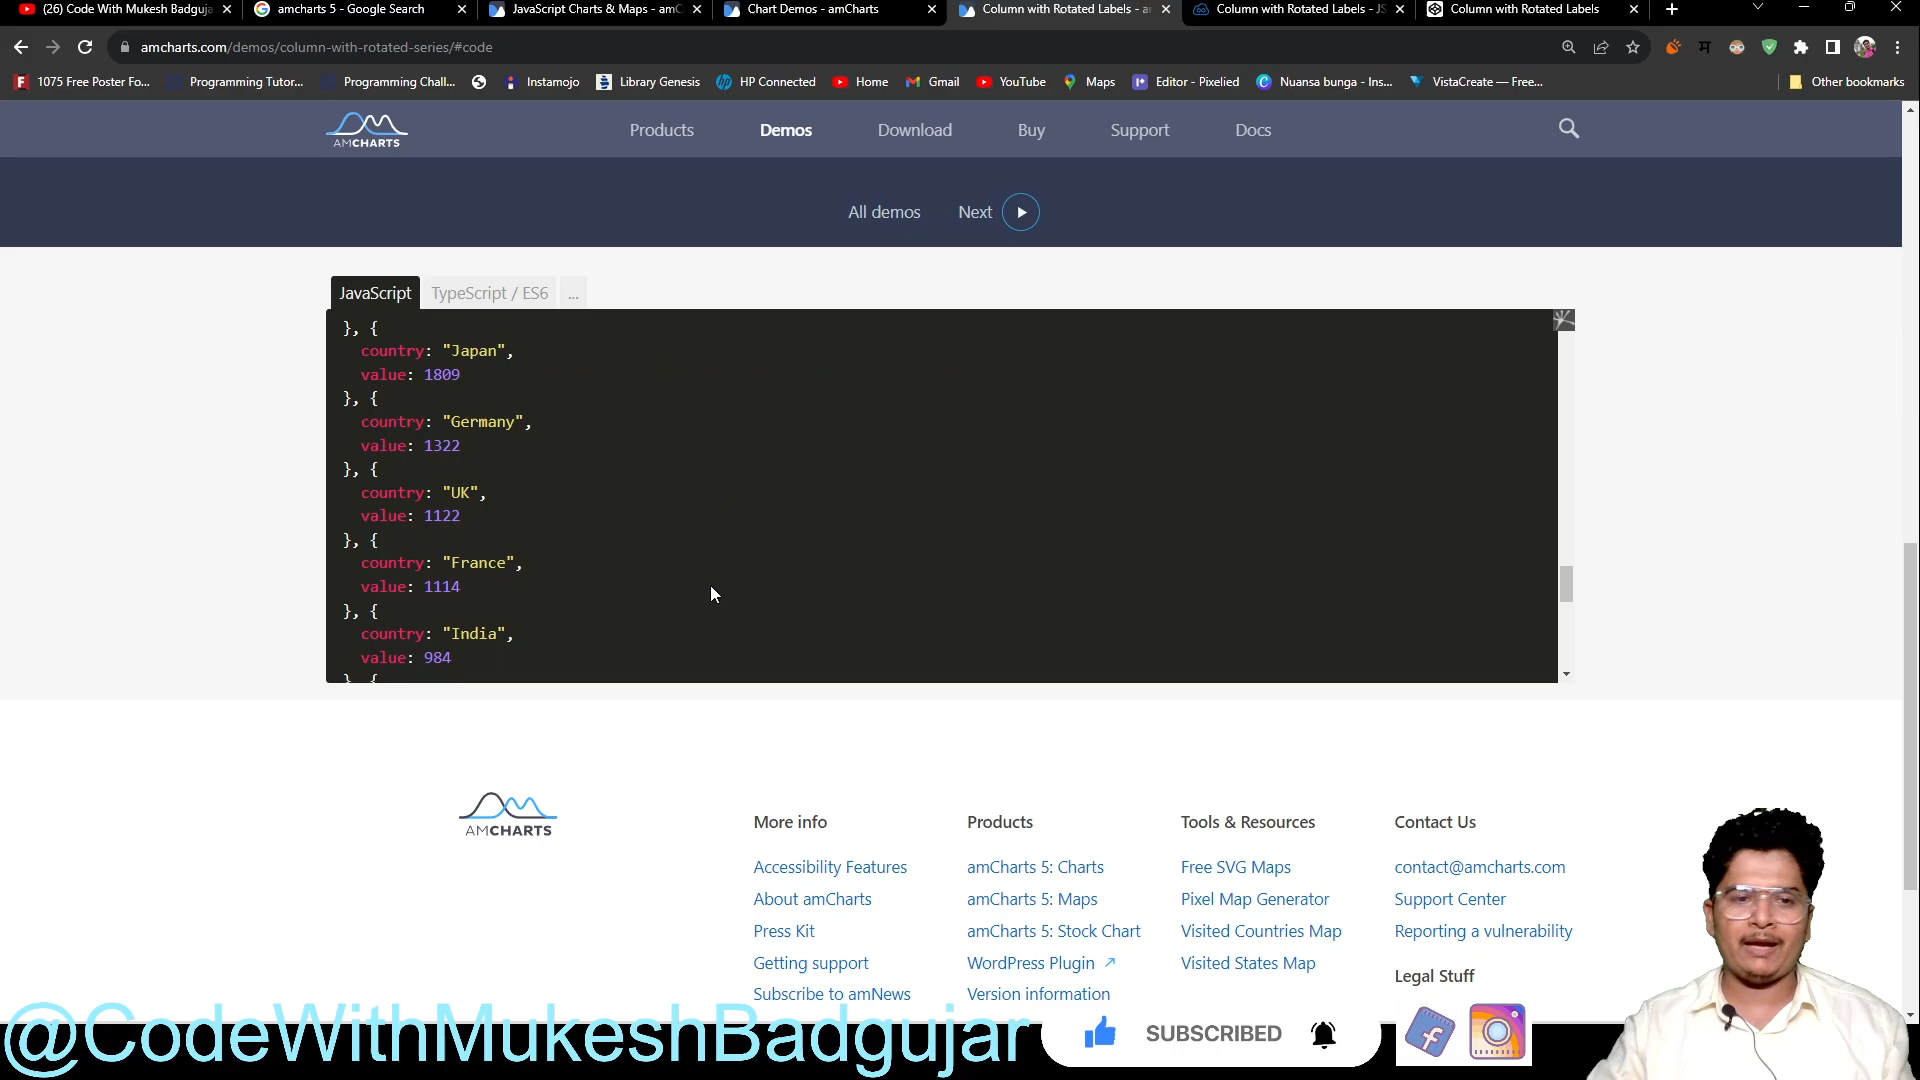 (26) Code With Mukesh Badguja
amcharts 5 - Google Search
JavaScript Charts & Maps - amC
Chart Demos - amCharts
Column with Rotated Labels - a
Column with Rotated Labels - JS
Column with Rotated Labels
amcharts.com/demos/column-with-rotated-series/#code
म
1075 Free Poster Fo...
Programming Tutor...
Programming Chall...
Instamojo
Library Genesis
HP Connected
Home
Gmail
YouTube
Maps
Editor - Pixelied
Nuansa bunga - Ins...
VistaCreate — Free...
Other bookmarks
AMCHARTS
Products
Demos
Download
Buy
Support
Docs
All demos
Next
JavaScript
TypeScript / ES6
...
}, {
country: "Japan",
value: 1809
}, {
country: "Germany",
value: 1322
}, {
country: "UK",
value: 1122
}, {
country: "France",
value: 1114
}, {
country: "India",
value: 984
}, {
AMCHARTS
More info
Accessibility Features
About amCharts
Press Kit
Getting support
Subscribe to amNews
Products
amCharts 5: Charts
amCharts 5: Maps
amCharts 5: Stock Chart
WordPress Plugin
Version information
Tools & Resources
Free SVG Maps
Pixel Map Generator
Visited Countries Map
Visited States Map
Contact Us
contact@amcharts.com
Support Center
Reporting a vulnerability
Legal Stuff
@CodeWithMukeshBadgujar
SUBSCRIBED